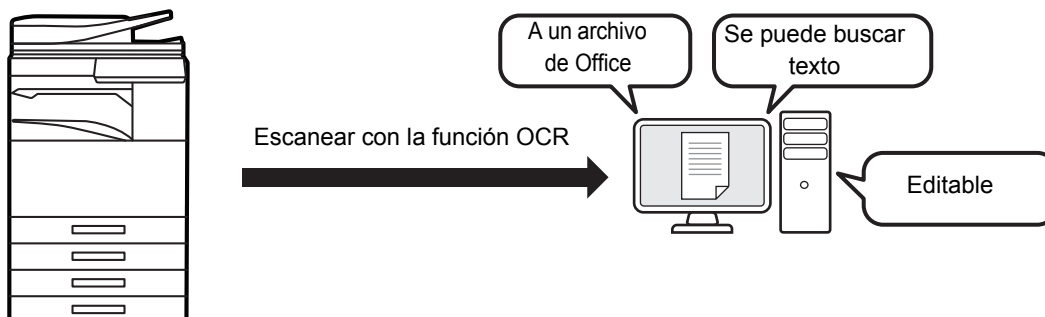 A un archivo
de Office
Se puede buscar
texto
Escanear con la función OCR
Editable